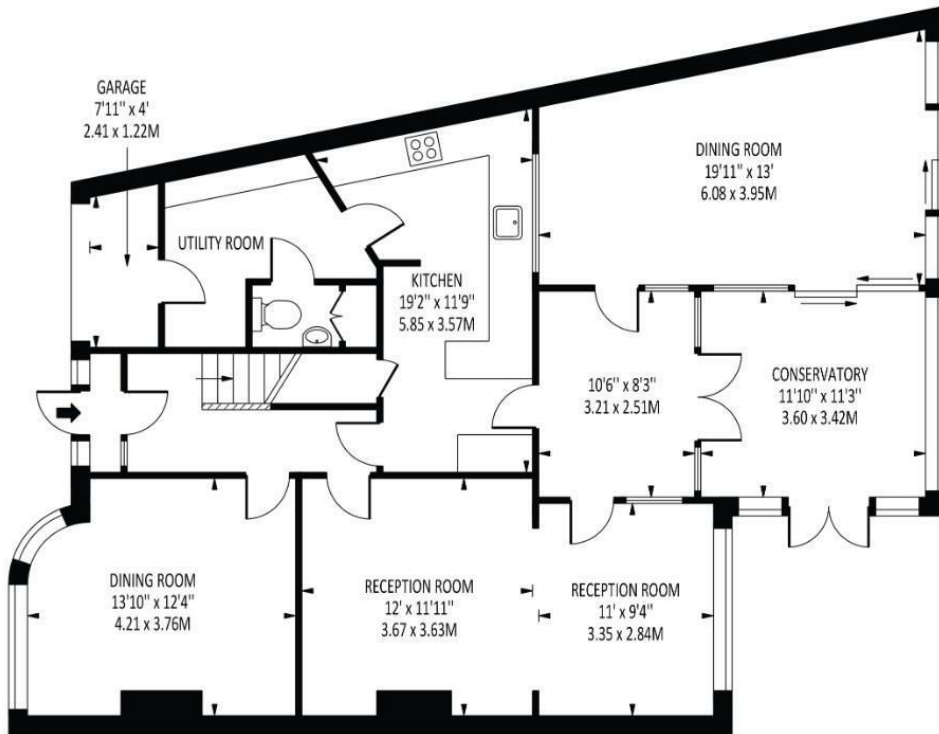 GARAGE
7'11" x 4'
2.41 x 1.22M
DINING ROOM
19'11" x 13'
6.08 x 3.95M
UTILITY ROOM
KITCHEN
19'2" x 11'9"
5.85 x 3.57M
10'6" x 8'3"
3.21 x 2.51M
CONSERVATORY
11'10" x 11'3"
3.60 x 3.42M
DINING ROOM
13'10" x 12'4"
4.21 x 3.76M
RECEPTION ROOM
12' x 11'11"
3.67 x 3.63M
RECEPTION ROOM
11' x 9'4"
3.35 x 2.84M